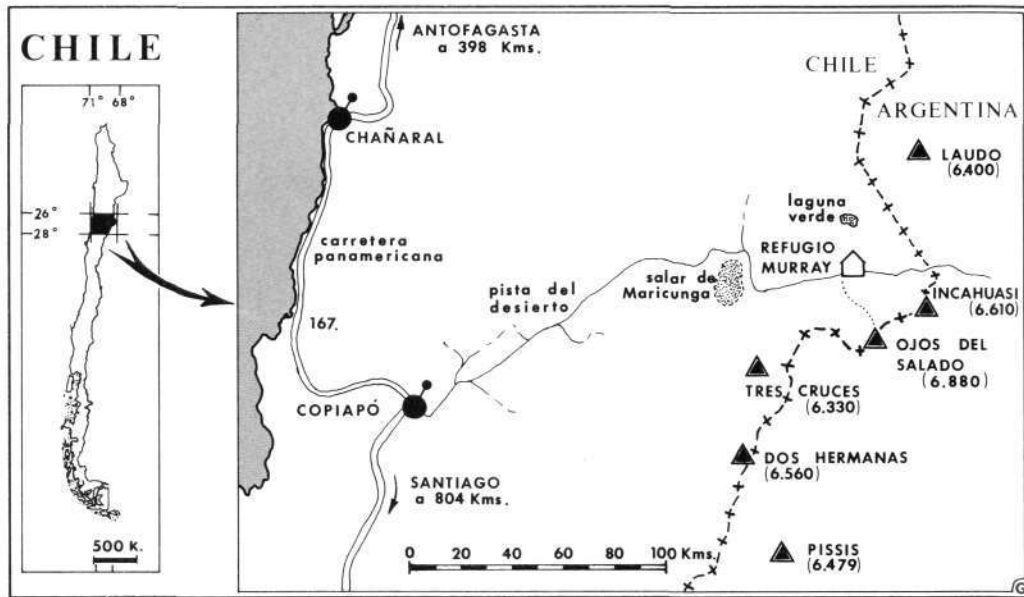 CHILE
71° 68°
26°
28°
500 K.
ANTOFAGASTA
a 398 Kms.
CHAÑARAL
carretera
panamericana
167.
COPIAPÓ
SANTIAGO
a 804 Kms.
pista del
desierto
salar de
Maricunga
laguna
verde
REFUGIO
MURRAY
CHILE
ARGENTINA
LAUDO
(6.400)
INCAHUASI
(6.610)
OJOS DEL
SALADO
(6.880)
TRES CRUCES
(6.330)
DOS HERMANAS
(6.560)
PISSIS
(6.479)
0 20 40 60 80 100 Kms.